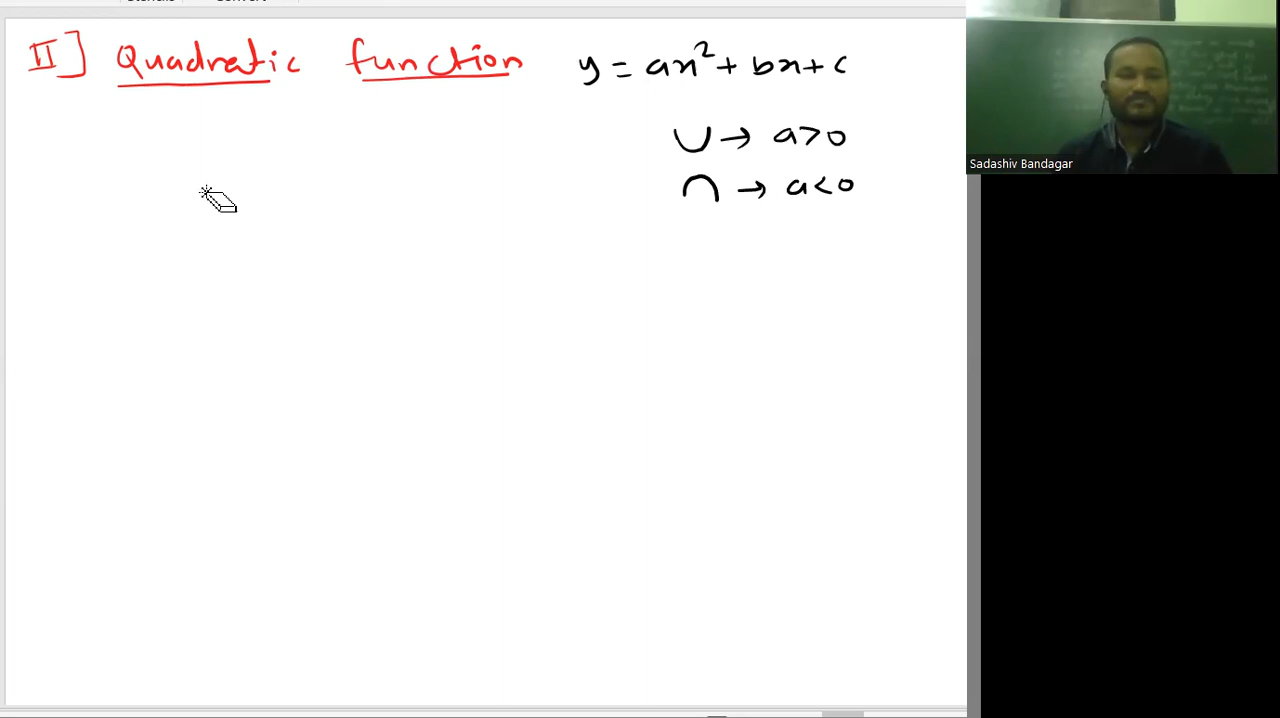 II] Quadratic function y = ax² + bx + c
∪ → a>0
∩ → a<0
Sadashiv Bandagar